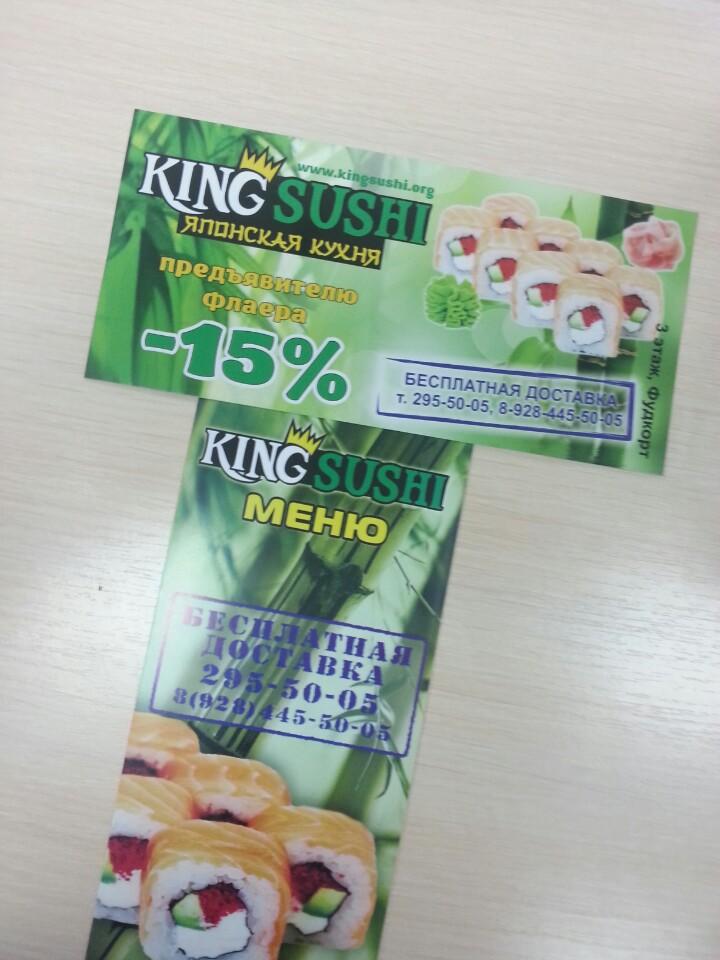 www.kingsushi.org
KING SUSHI
ЯПОНСКАЯ КУХНЯ
предъявителю
флаера
-15%
БЕСПЛАТНАЯ ДОСТАВКА
т. 295-50-05, 8-928-445-50-05
3 этаж, Фудкорт
KING SUSHI
МЕНЮ
БЕСПЛАТНАЯ
ДОСТАВКА
295-50-05
8(928)445-50-05